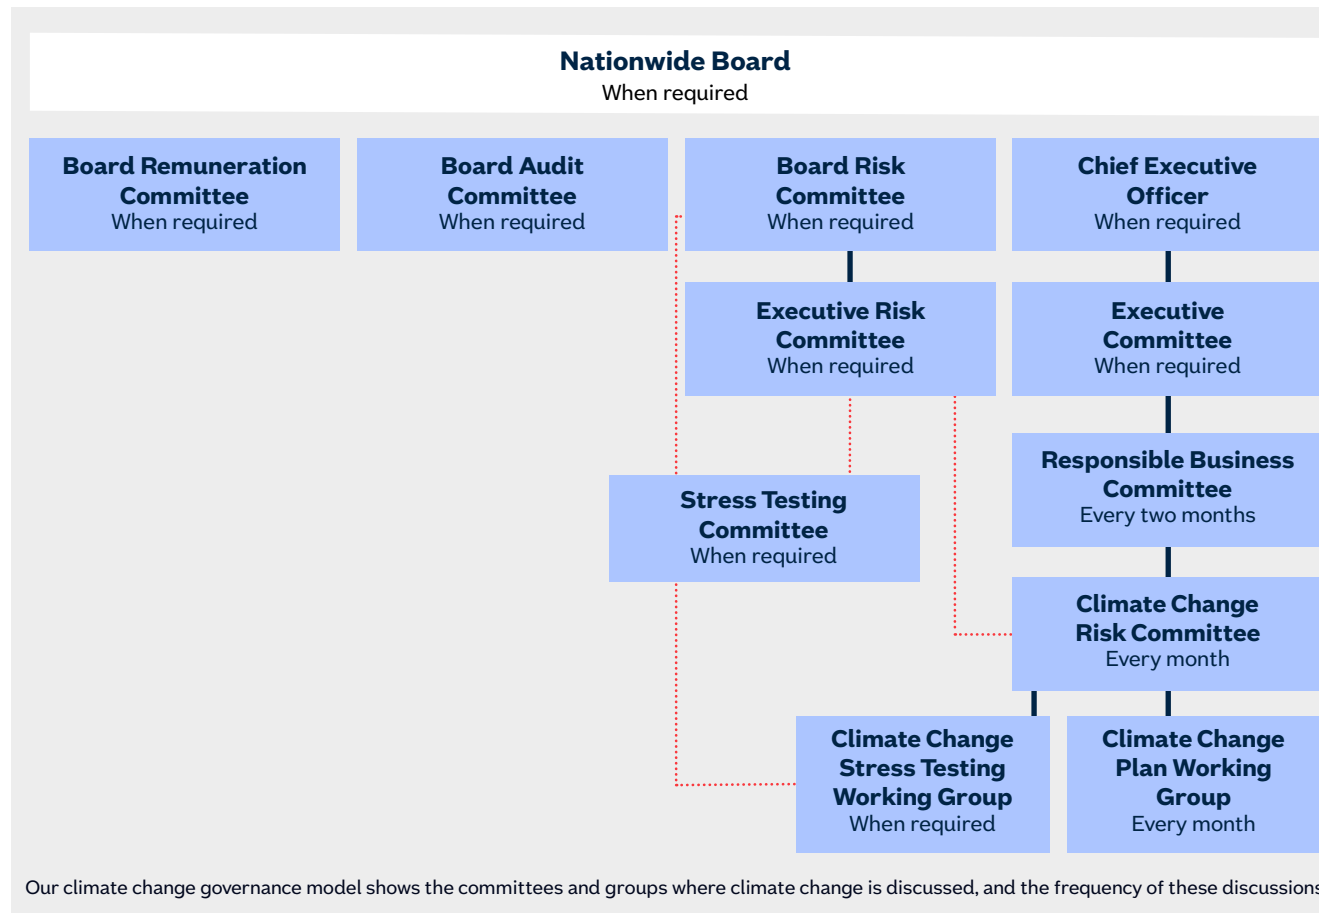 Nationwide Board
When required
Board Remuneration
Committee
When required
Board Audit
Committee
When required
Board Risk
Committee
When required
Chief Executive
Officer
When required
Executive Risk
Committee
When required
Executive
Committee
When required
Responsible Business
Committee
Every two months
Stress Testing
Committee
When required
Climate Change
Risk Committee
Every month
Climate Change
Stress Testing
Working Group
When required
Climate Change
Plan Working
Group
Every month
Our climate change governance model shows the committees and groups where climate change is discussed, and the frequency of these discussions